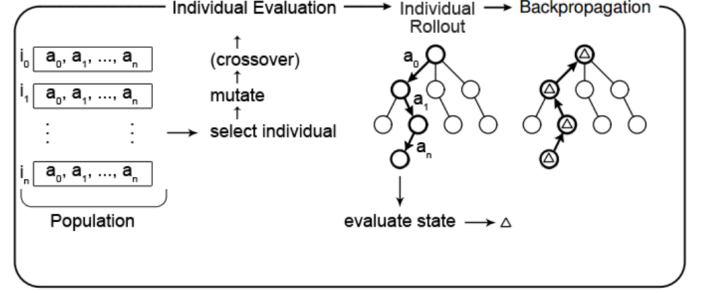 Individual Evaluation → Individual Rollout → Backpropagation
i0 a0, a1, ..., an
i1 a0, a1, ..., an
⋮ ⋮
in a0, a1, ..., an
Population
↑
(crossover)
↑
mutate
↑
→ select individual
a0
a1
an
evaluate state → △